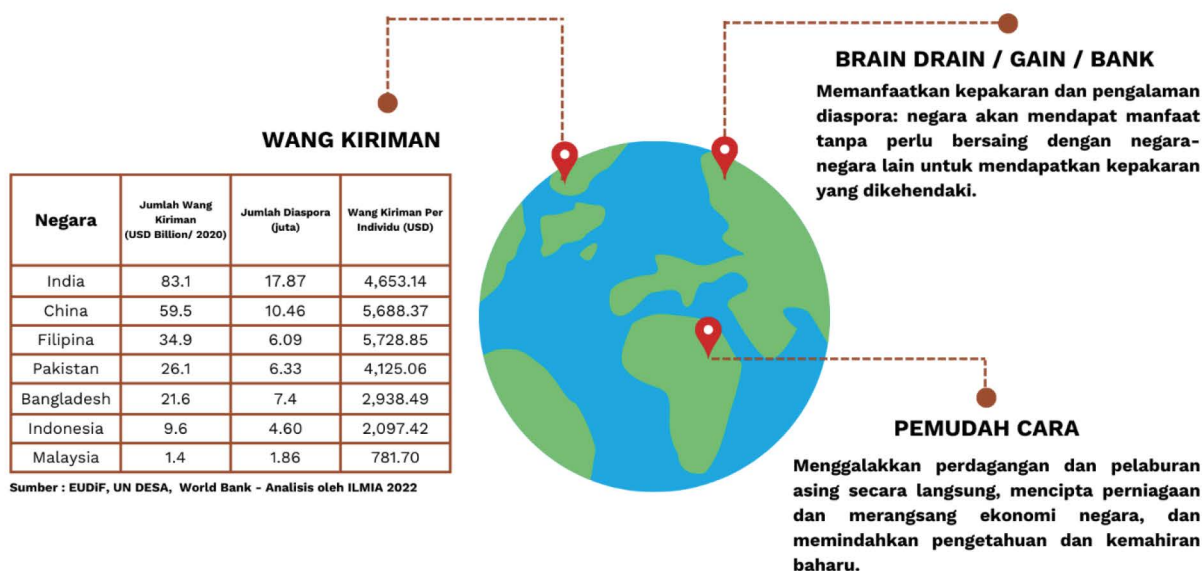 WANG KIRIMAN
Negara
Jumlah Wang
Kiriman
(USD Billion/ 2020)
Jumlah Diaspora
(juta)
Wang Kiriman Per
Individu (USD)
India 83.1 17.87 4,653.14
China 59.5 10.46 5,688.37
Filipina 34.9 6.09 5,728.85
Pakistan 26.1 6.33 4,125.06
Bangladesh 21.6 7.4 2,938.49
Indonesia 9.6 4.60 2,097.42
Malaysia 1.4 1.86 781.70
Sumber : EUDiF, UN DESA, World Bank - Analisis oleh ILMIA 2022
BRAIN DRAIN / GAIN / BANK
Memanfaatkan kepakaran dan pengalaman
diaspora: negara akan mendapat manfaat
tanpa perlu bersaing dengan negara-
negara lain untuk mendapatkan kepakaran
yang dikehendaki.
PEMUDAH CARA
Menggalakkan perdagangan dan pelaburan
asing secara langsung, mencipta perniagaan
dan merangsang ekonomi negara, dan
memindahkan pengetahuan dan kemahiran
baharu.